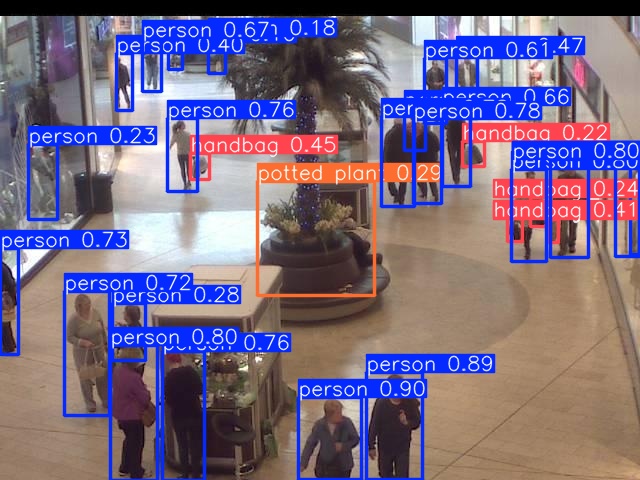 person 0.67
0.18
person 0.40
person 0.61
.47
person 0.76
0.66
per
0.78
person 0.23
handbag 0.45
handbag 0.22
person 0.80
potted plant 0.29
handbag 0.24
handbag 0.41
person 0.73
person 0.72
person 0.28
person 0.80
0.76
person 0.89
person 0.90